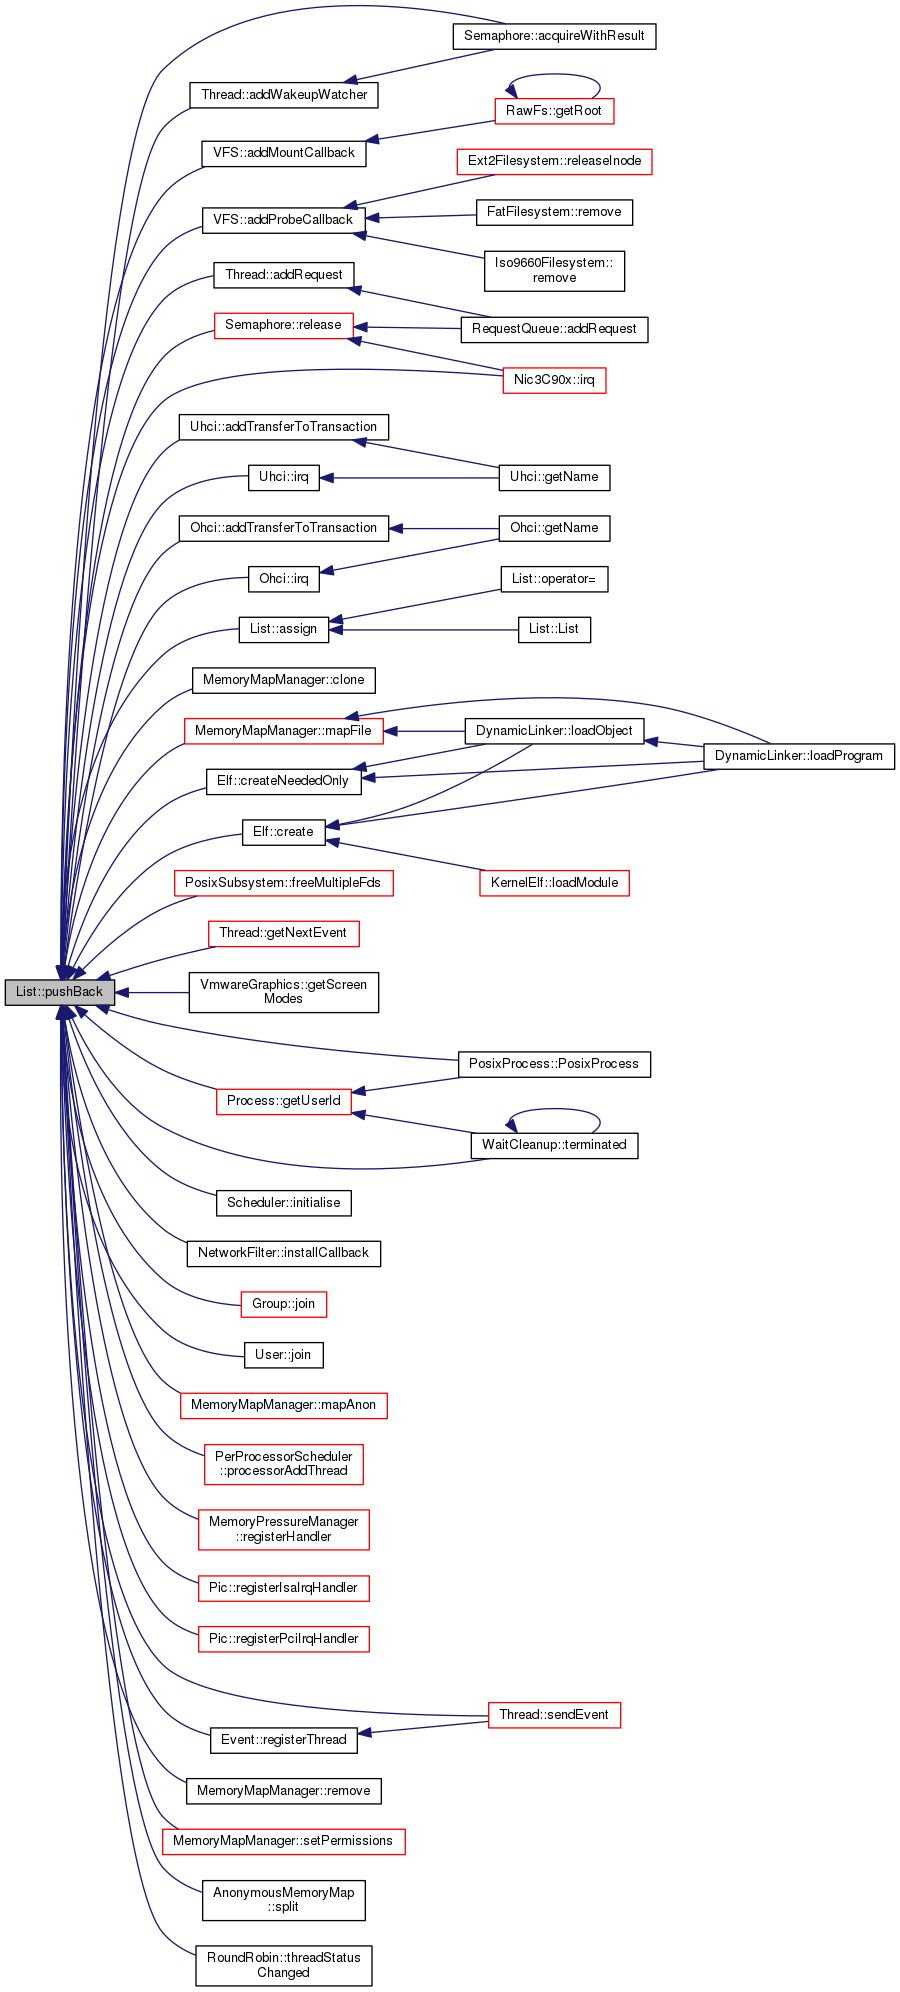 Semaphore::acquireWithResult
Thread::addWakeupWatcher
RawFs::getRoot
VFS::addMountCallback
Ext2Filesystem::releaseInode
FatFilesystem::remove
VFS::addProbeCallback
Iso9660Filesystem::
remove
Thread::addRequest
Semaphore::release
RequestQueue::addRequest
Nic3C90x::irq
Uhci::addTransferToTransaction
Uhci::irq
Uhci::getName
Ohci::addTransferToTransaction
Ohci::getName
Ohci::irq
List::operator=
List::assign
List::List
MemoryMapManager::clone
MemoryMapManager::mapFile
DynamicLinker::loadObject
DynamicLinker::loadProgram
Elf::createNeededOnly
Elf::create
KernelElf::loadModule
PosixSubsystem::freeMultipleFds
Thread::getNextEvent
List::pushBack
VmwareGraphics::getScreen
Modes
PosixProcess::PosixProcess
Process::getUserId
WaitCleanup::terminated
Scheduler::initialise
NetworkFilter::installCallback
Group::join
User::join
MemoryMapManager::mapAnon
PerProcessorScheduler
::processorAddThread
MemoryPressureManager
::registerHandler
Pic::registerIsaIrqHandler
Pic::registerPciIrqHandler
Thread::sendEvent
Event::registerThread
MemoryMapManager::remove
MemoryMapManager::setPermissions
AnonymousMemoryMap
::split
RoundRobin::threadStatus
Changed